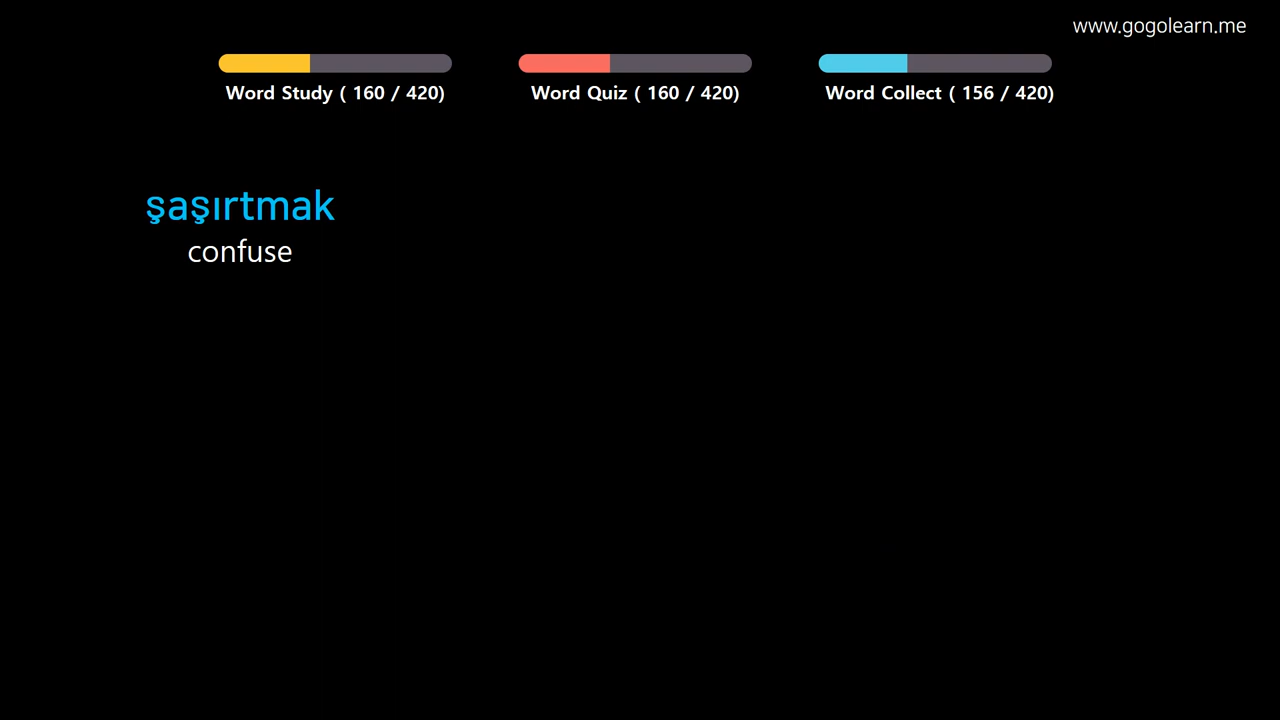 www.gogolearn.me
Word Study ( 160 / 420)
Word Quiz ( 160 / 420)
Word Collect ( 156 / 420)
şaşırtmak
confuse